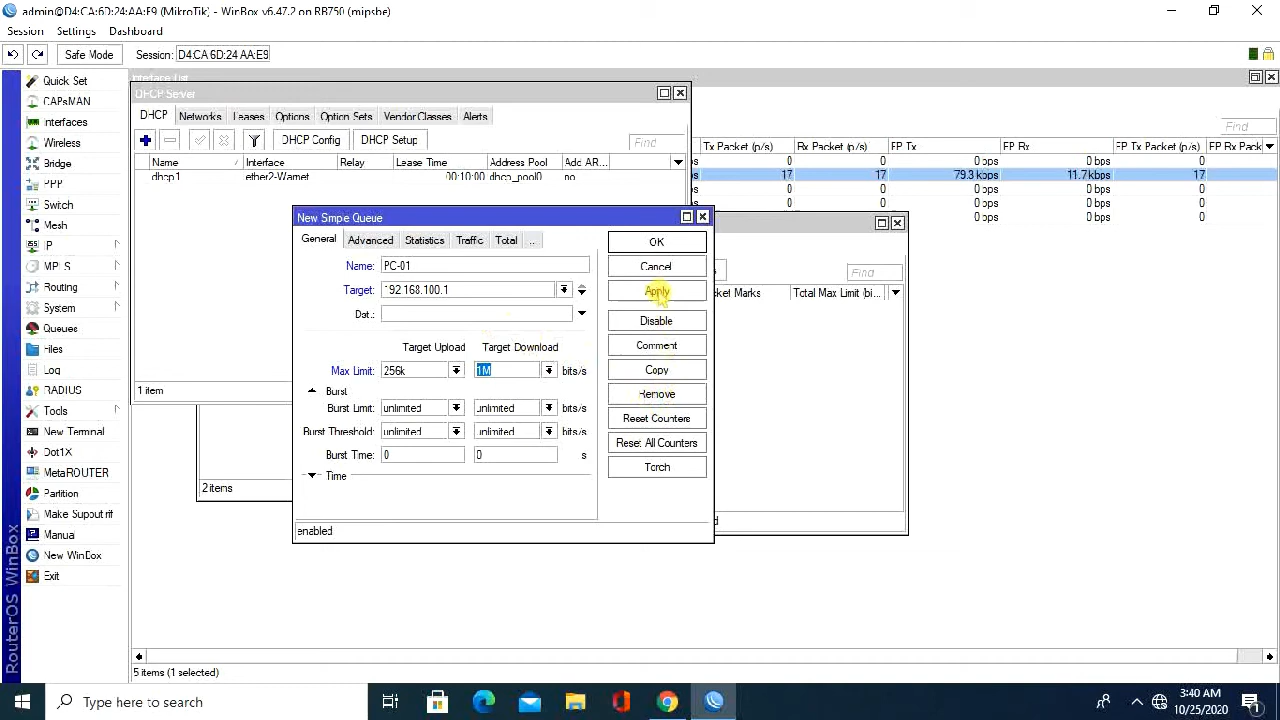 admin@D4:CA:6D:24:AA:E9 (MikroTik) - WinBox v6.47.2 on RB750 (mipsbe)
Session Settings Dashboard
Safe Mode Session: D4:CA:6D:24:AA:E9
Quick Set
CAPsMAN
Interfaces
Wireless
Bridge
PPP
Switch
Mesh
IP
MPLS
Routing
System
Queues
Files
Log
RADIUS
Tools
New Terminal
Dot1X
MetaROUTER
Partition
Make Supout.rif
Manual
New WinBox
Exit
RouterOS WinBox
Interface List
Find
Tx Packet (p/s) Rx Packet (p/s) FP Tx FP Rx FP Tx Packet (p/s) FP Rx Pack
0 0 0 bps 0 bps 0
17 17 79.3 kbps 11.7 kbps 17
0 0 0 bps 0 bps 0
0 0 0 bps 0 bps 0
0 0 0 bps 0 bps 0
5 items (1 selected)
DHCP Server
DHCP Networks Leases Options Option Sets Vendor Classes Alerts
DHCP Config DHCP Setup Find
Name Interface Relay Lease Time Address Pool Add AR...
dhcp1 ether2-Warnet 00:10:00 dhcp_pool0 no
1 item
2 items
Find
cket Marks Total Max Limit (bi...
New Simple Queue
General Advanced Statistics Traffic Total ...
Name: PC-01
Target: 192.168.100.1
Dst.:
Target Upload Target Download
Max Limit: 256k 1M bits/s
Burst
Burst Limit: unlimited unlimited bits/s
Burst Threshold: unlimited unlimited bits/s
Burst Time: 0 0 s
Time
enabled
OK
Cancel
Apply
Disable
Comment
Copy
Remove
Reset Counters
Reset All Counters
Torch
Type here to search
3:40 AM
10/25/2020
1